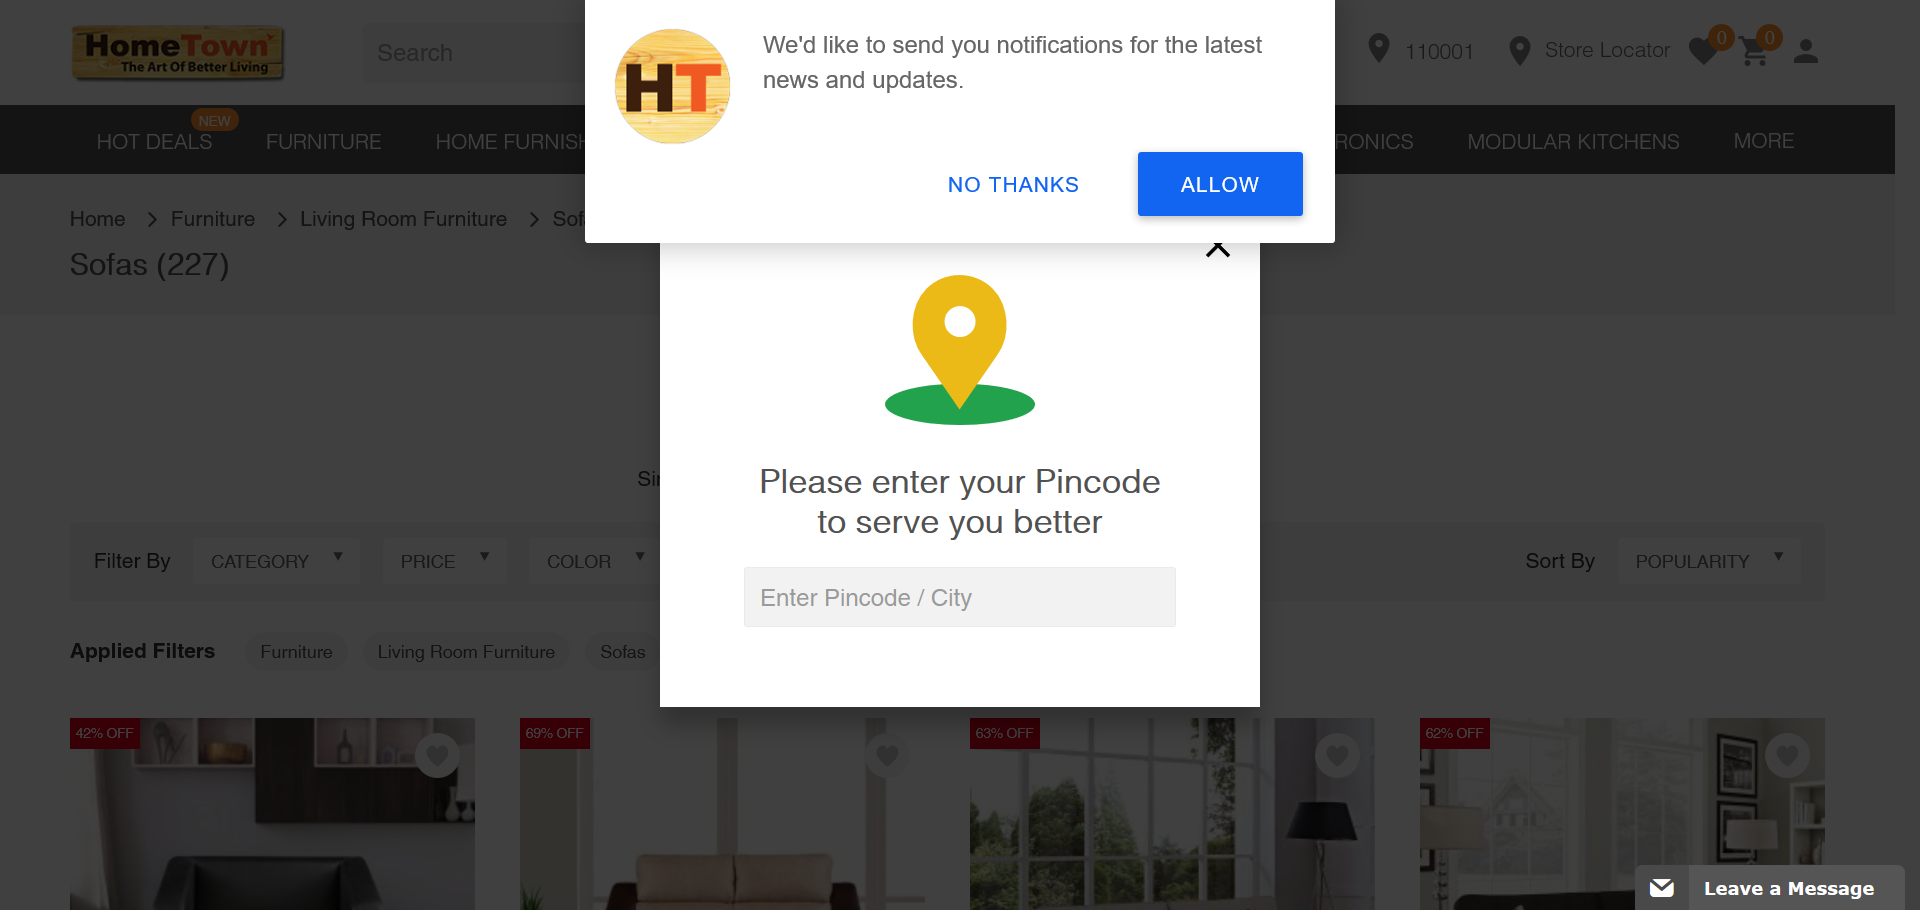 HomeTown
The Art Of Better Living
Search
110001
Store Locator
0
0
HT
We'd like to send you notifications for the latest
news and updates.
NO THANKS
ALLOW
HOT DEALS
NEW
FURNITURE
HOME FURNISH
RONICS
MODULAR KITCHENS
MORE
Home > Furniture > Living Room Furniture > Sofa
Sofas (227)
Please enter your Pincode
to serve you better
Enter Pincode / City
Filter By
CATEGORY
PRICE
COLOR
Sort By
POPULARITY
Applied Filters
Furniture
Living Room Furniture
Sofas
42% OFF
69% OFF
63% OFF
62% OFF
Leave a Message